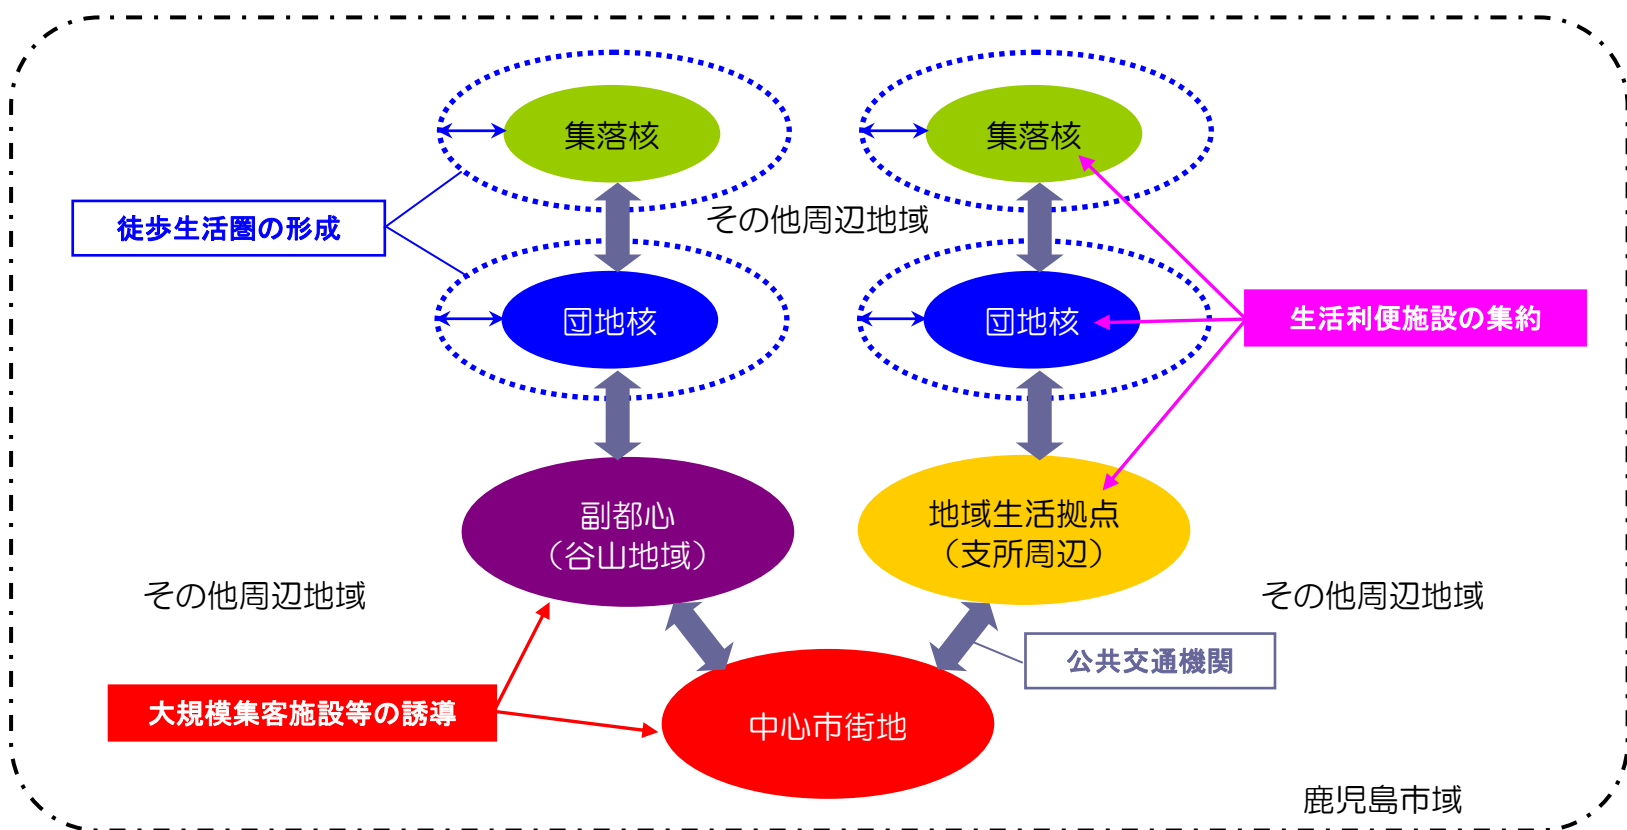 集落核
集落核
その他周辺地域
徒歩生活圏の形成
団地核
団地核
生活利便施設の集約
副都心
（谷山地域）
地域生活拠点
（支所周辺）
その他周辺地域
その他周辺地域
公共交通機関
大規模集客施設等の誘導
中心市街地
鹿児島市域